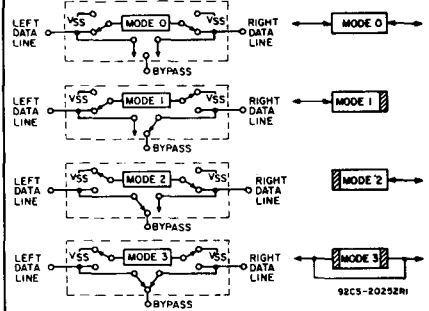 VSS MODE 0 VSS
LEFT DATA LINE RIGHT DATA LINE
BYPASS
MODE 0
VSS MODE 1 VSS
LEFT DATA LINE RIGHT DATA LINE
BYPASS
MODE 1
VSS MODE 2 VSS
LEFT DATA LINE RIGHT DATA LINE
BYPASS
MODE 2
VSS MODE 3 VSS
LEFT DATA LINE RIGHT DATA LINE
BYPASS
MODE 3
92CS-20252R1